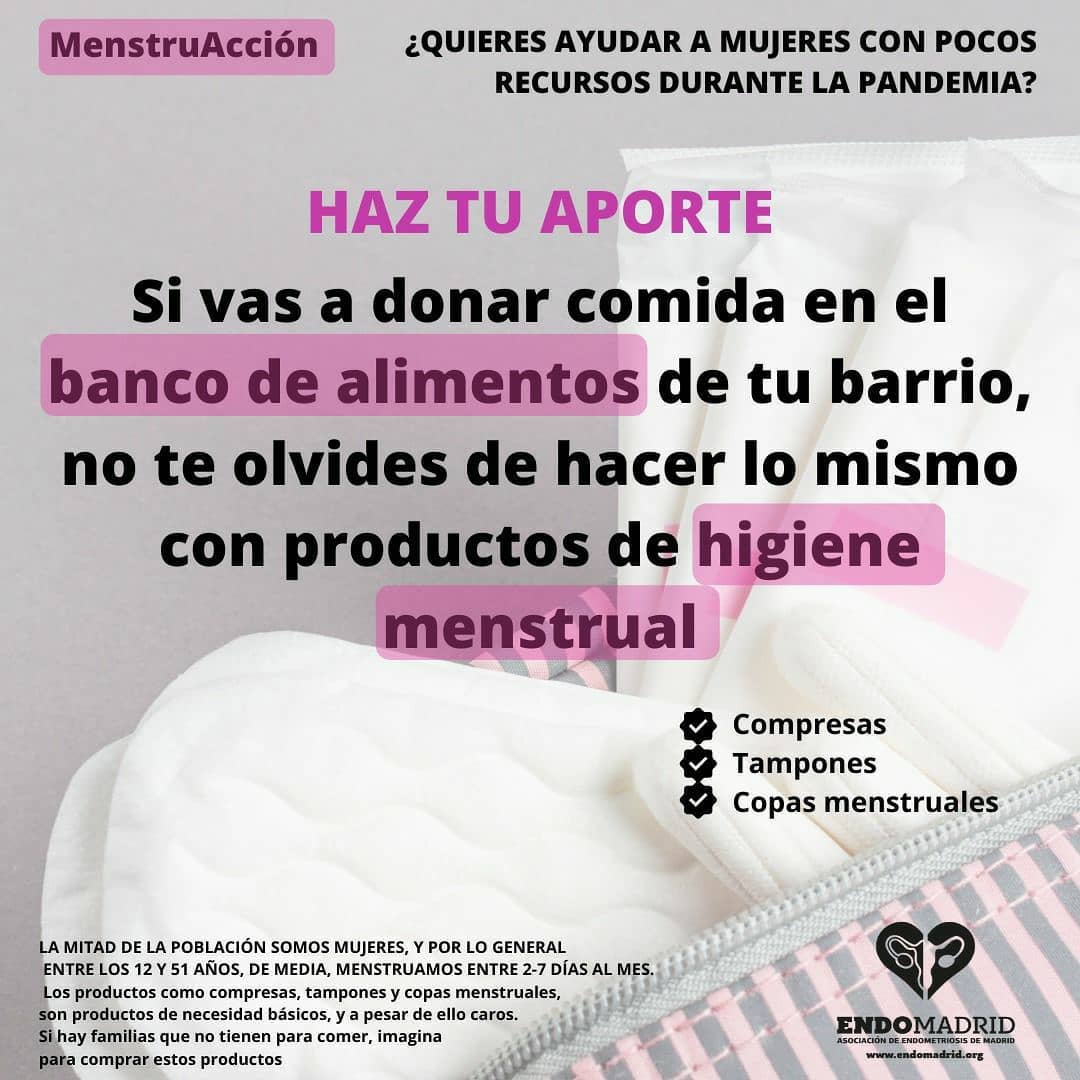 MenstruAcción
¿QUIERES AYUDAR A MUJERES CON POCOS
RECURSOS DURANTE LA PANDEMIA?
HAZ TU APORTE
Si vas a donar comida en el
banco de alimentos de tu barrio,
no te olvides de hacer lo mismo
con productos de higiene
menstrual
Compresas
Tampones
Copas menstruales
LA MITAD DE LA POBLACIÓN SOMOS MUJERES, Y POR LO GENERAL
ENTRE LOS 12 Y 51 AÑOS, DE MEDIA, MENSTRUAMOS ENTRE 2-7 DÍAS AL MES.
Los productos como compresas, tampones y copas menstruales,
son productos de necesidad básicos, y a pesar de ello caros.
Si hay familias que no tienen para comer, imagina
para comprar estos productos
ENDOMADRID
ASOCIACIÓN DE ENDOMETRIOSIS DE MADRID
www.endomadrid.org